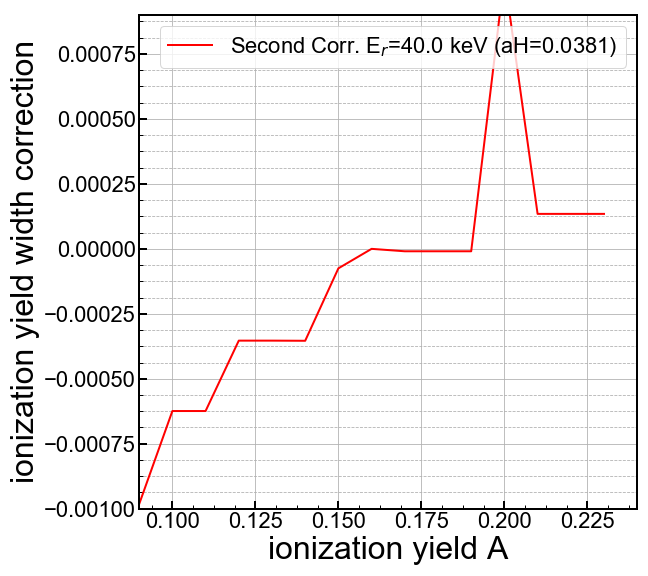 Second Corr. E_r=40.0 keV (aH=0.0381)
ionization yield width correction
0.00075
0.00050
0.00025
0.00000
−0.00025
−0.00050
−0.00075
−0.00100
0.100 0.125 0.150 0.175 0.200 0.225
ionization yield A